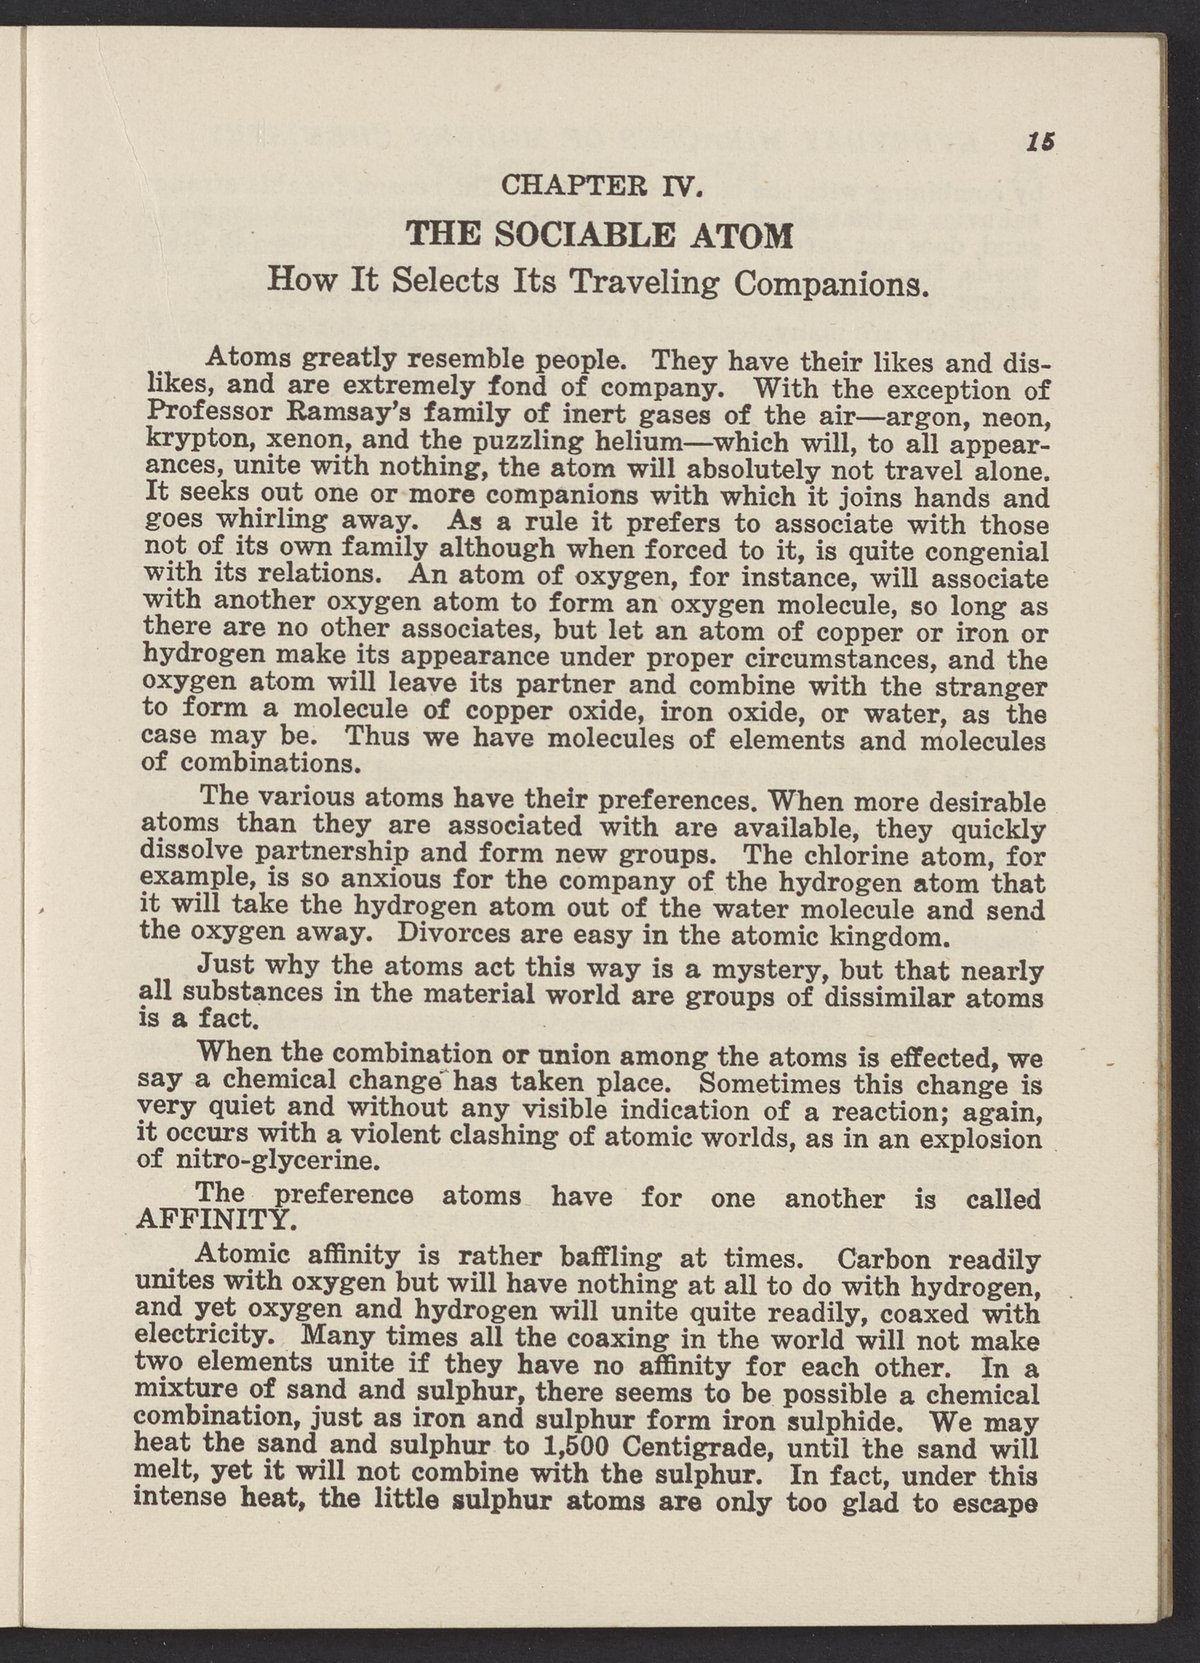 15
CHAPTER IV.
THE SOCIABLE ATOM
How It Selects Its Traveling Companions.
Atoms greatly resemble people. They have their likes and dis-
likes, and are extremely fond of company. With the exception of
Professor Ramsay's family of inert gases of the air—argon, neon,
krypton, xenon, and the puzzling helium—which will, to all appear-
ances, unite with nothing, the atom will absolutely not travel alone.
It seeks out one or more companions with which it joins hands and
goes whirling away. As a rule it prefers to associate with those
not of its own family although when forced to it, is quite congenial
with its relations. An atom of oxygen, for instance, will associate
with another oxygen atom to form an oxygen molecule, so long as
there are no other associates, but let an atom of copper or iron or
hydrogen make its appearance under proper circumstances, and the
oxygen atom will leave its partner and combine with the stranger
to form a molecule of copper oxide, iron oxide, or water, as the
case may be. Thus we have molecules of elements and molecules
of combinations.
The various atoms have their preferences. When more desirable
atoms than they are associated with are available, they quickly
dissolve partnership and form new groups. The chlorine atom, for
example, is so anxious for the company of the hydrogen atom that
it will take the hydrogen atom out of the water molecule and send
the oxygen away. Divorces are easy in the atomic kingdom.
Just why the atoms act this way is a mystery, but that nearly
all substances in the material world are groups of dissimilar atoms
is a fact.
When the combination or union among the atoms is effected, we
say a chemical change has taken place. Sometimes this change is
very quiet and without any visible indication of a reaction; again,
it occurs with a violent clashing of atomic worlds, as in an explosion
of nitro-glycerine.
The preference atoms have for one another is called
AFFINITY.
Atomic affinity is rather baffling at times. Carbon readily
unites with oxygen but will have nothing at all to do with hydrogen,
and yet oxygen and hydrogen will unite quite readily, coaxed with
electricity. Many times all the coaxing in the world will not make
two elements unite if they have no affinity for each other. In a
mixture of sand and sulphur, there seems to be possible a chemical
combination, just as iron and sulphur form iron sulphide. We may
heat the sand and sulphur to 1,500 Centigrade, until the sand will
melt, yet it will not combine with the sulphur. In fact, under this
intense heat, the little sulphur atoms are only too glad to escape